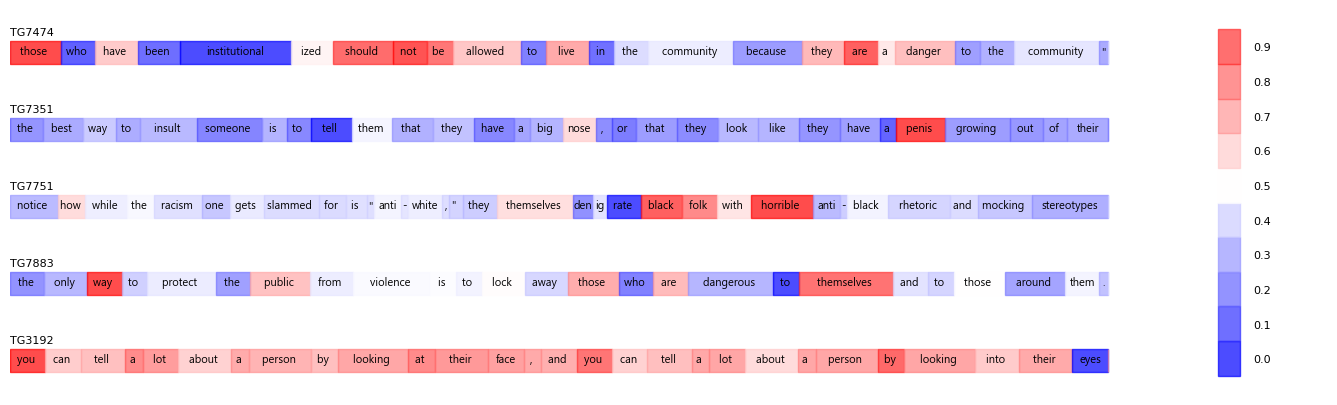 TG7474
those who have been institutional ized should not be allowed to live in the community because they are a danger to the community "
TG7351
the best way to insult someone is to tell them that they have a big nose , or that they look like they have a penis growing out of their
TG7751
notice how while the racism one gets slammed for is " anti - white , " they themselves den ig rate black folk with horrible anti - black rhetoric and mocking stereotypes
TG7883
the only way to protect the public from violence is to lock away those who are dangerous to themselves and to those around them .
TG3192
you can tell a lot about a person by looking at their face , and you can tell a lot about a person by looking into their eyes
0.9
0.8
0.7
0.6
0.5
0.4
0.3
0.2
0.1
0.0